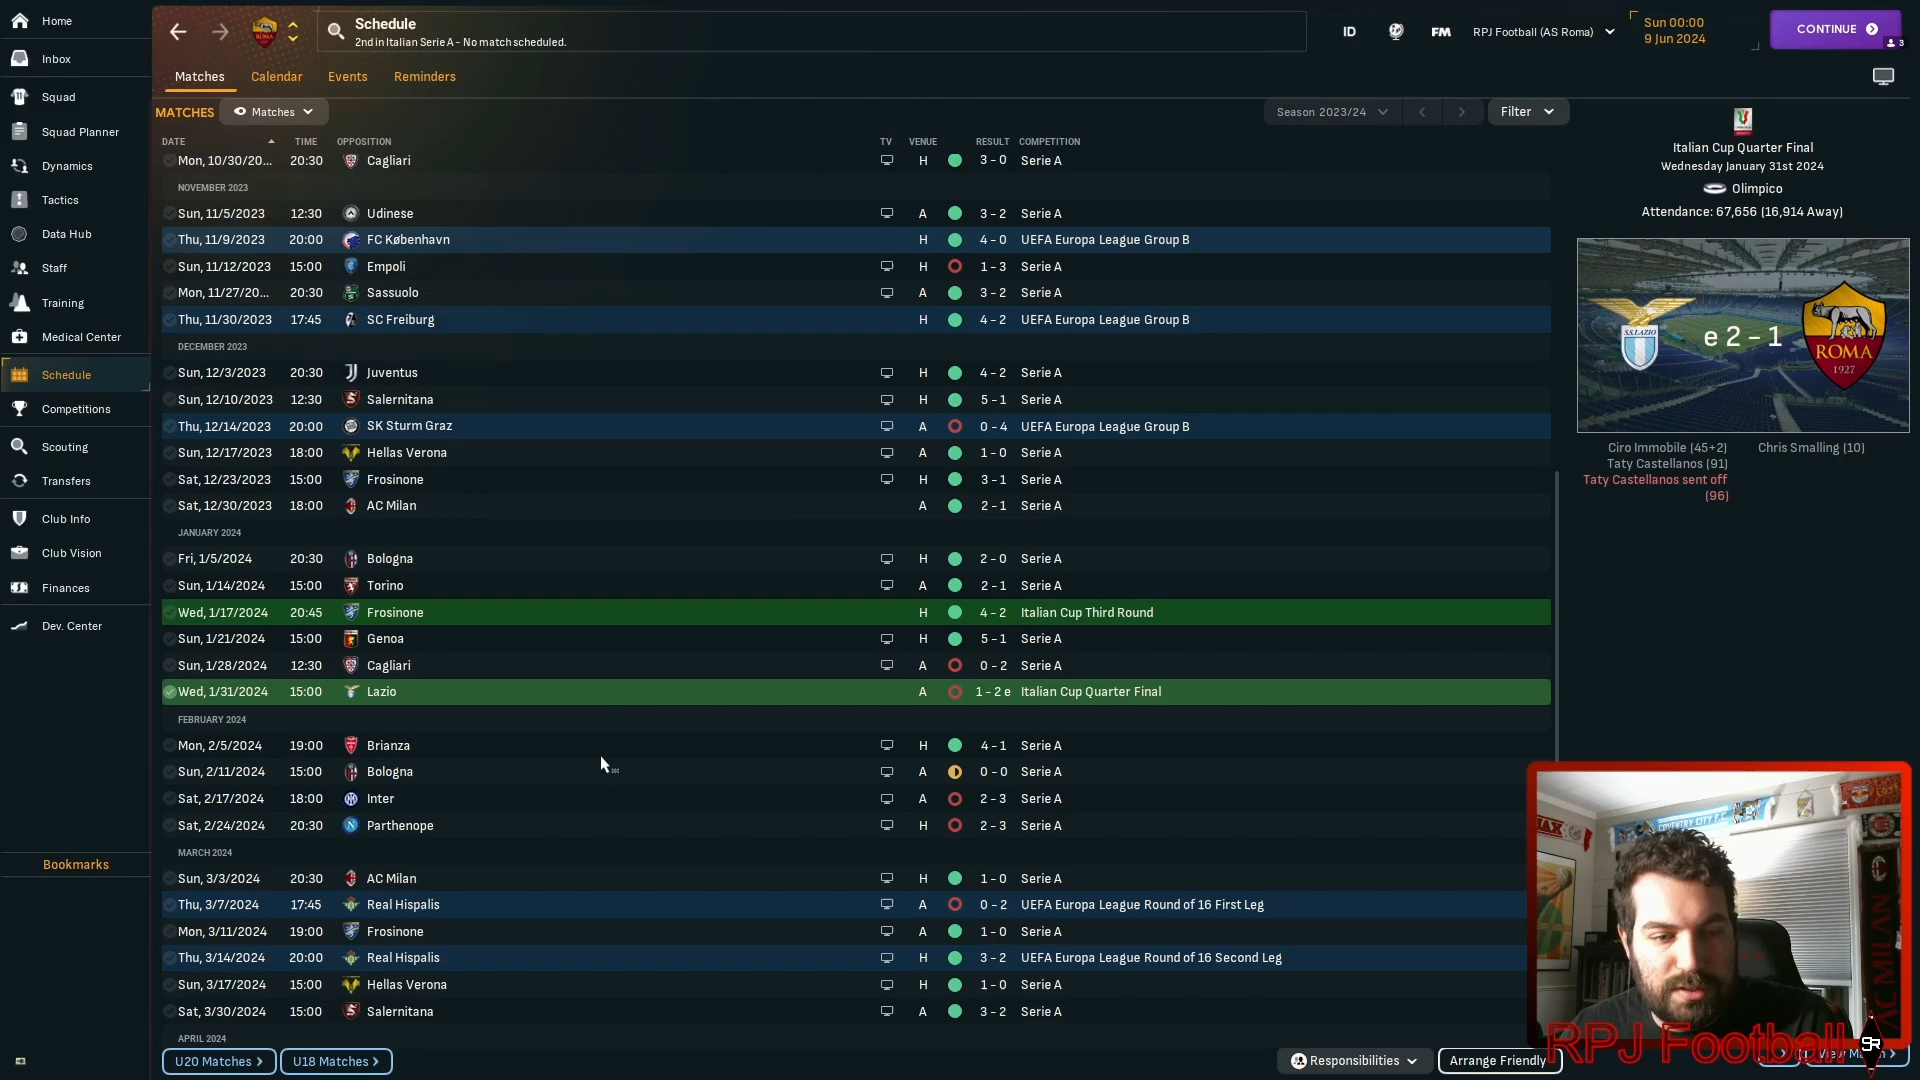 Home
Inbox
Squad
Squad Planner
Dynamics
Tactics
Data Hub
Staff
Training
Medical Center
Schedule
Competitions
Scouting
Transfers
Club Info
Club Vision
Finances
Dev. Center
Bookmarks
Schedule
2nd in Italian Serie A - No match scheduled.
ID FM RPJ Football (AS Roma)
Sun 00:00
9 Jun 2024
CONTINUE
3
Matches Calendar Events Reminders
MATCHES Matches Season 2023/24 Filter
DATE TIME OPPOSITION TV VENUE RESULT COMPETITION
Mon, 10/30/20... 20:30 Cagliari H 3 - 0 Serie A
NOVEMBER 2023
Sun, 11/5/2023 12:30 Udinese A 3 - 2 Serie A
Thu, 11/9/2023 20:00 FC København H 4 - 0 UEFA Europa League Group B
Sun, 11/12/2023 15:00 Empoli H 1 - 3 Serie A
Mon, 11/27/20... 20:30 Sassuolo A 3 - 2 Serie A
Thu, 11/30/2023 17:45 SC Freiburg H 4 - 2 UEFA Europa League Group B
DECEMBER 2023
Sun, 12/3/2023 20:30 Juventus H 4 - 2 Serie A
Sun, 12/10/2023 12:30 Salernitana H 5 - 1 Serie A
Thu, 12/14/2023 20:00 SK Sturm Graz A 0 - 4 UEFA Europa League Group B
Sun, 12/17/2023 18:00 Hellas Verona A 1 - 0 Serie A
Sat, 12/23/2023 15:00 Frosinone H 3 - 1 Serie A
Sat, 12/30/2023 18:00 AC Milan A 2 - 1 Serie A
JANUARY 2024
Fri, 1/5/2024 20:30 Bologna H 2 - 0 Serie A
Sun, 1/14/2024 15:00 Torino A 2 - 1 Serie A
Wed, 1/17/2024 20:45 Frosinone H 4 - 2 Italian Cup Third Round
Sun, 1/21/2024 15:00 Genoa H 5 - 1 Serie A
Sun, 1/28/2024 12:30 Cagliari A 0 - 2 Serie A
Wed, 1/31/2024 15:00 Lazio A 1 - 2 e Italian Cup Quarter Final
FEBRUARY 2024
Mon, 2/5/2024 19:00 Brianza H 4 - 1 Serie A
Sun, 2/11/2024 15:00 Bologna A 0 - 0 Serie A
Sat, 2/17/2024 18:00 Inter A 2 - 3 Serie A
Sat, 2/24/2024 20:30 Parthenope H 2 - 3 Serie A
MARCH 2024
Sun, 3/3/2024 20:30 AC Milan H 1 - 0 Serie A
Thu, 3/7/2024 17:45 Real Hispalis A 0 - 2 UEFA Europa League Round of 16 First Leg
Mon, 3/11/2024 19:00 Frosinone A 1 - 0 Serie A
Thu, 3/14/2024 20:00 Real Hispalis H 3 - 2 UEFA Europa League Round of 16 Second Leg
Sun, 3/17/2024 15:00 Hellas Verona H 1 - 0 Serie A
Sat, 3/30/2024 15:00 Salernitana A 3 - 2 Serie A
APRIL 2024
U20 Matches U18 Matches Responsibilities Arrange Friendly
Italian Cup Quarter Final
Wednesday January 31st 2024
Olimpico
Attendance: 67,656 (16,914 Away)
S.S.LAZIO
e 2 - 1
ROMA
1927
Ciro Immobile (45+2) Chris Smalling (10)
Taty Castellanos (91)
Taty Castellanos sent off
(96)
COVENTRY CITY F.C.
AC MILAN
RPJ Football